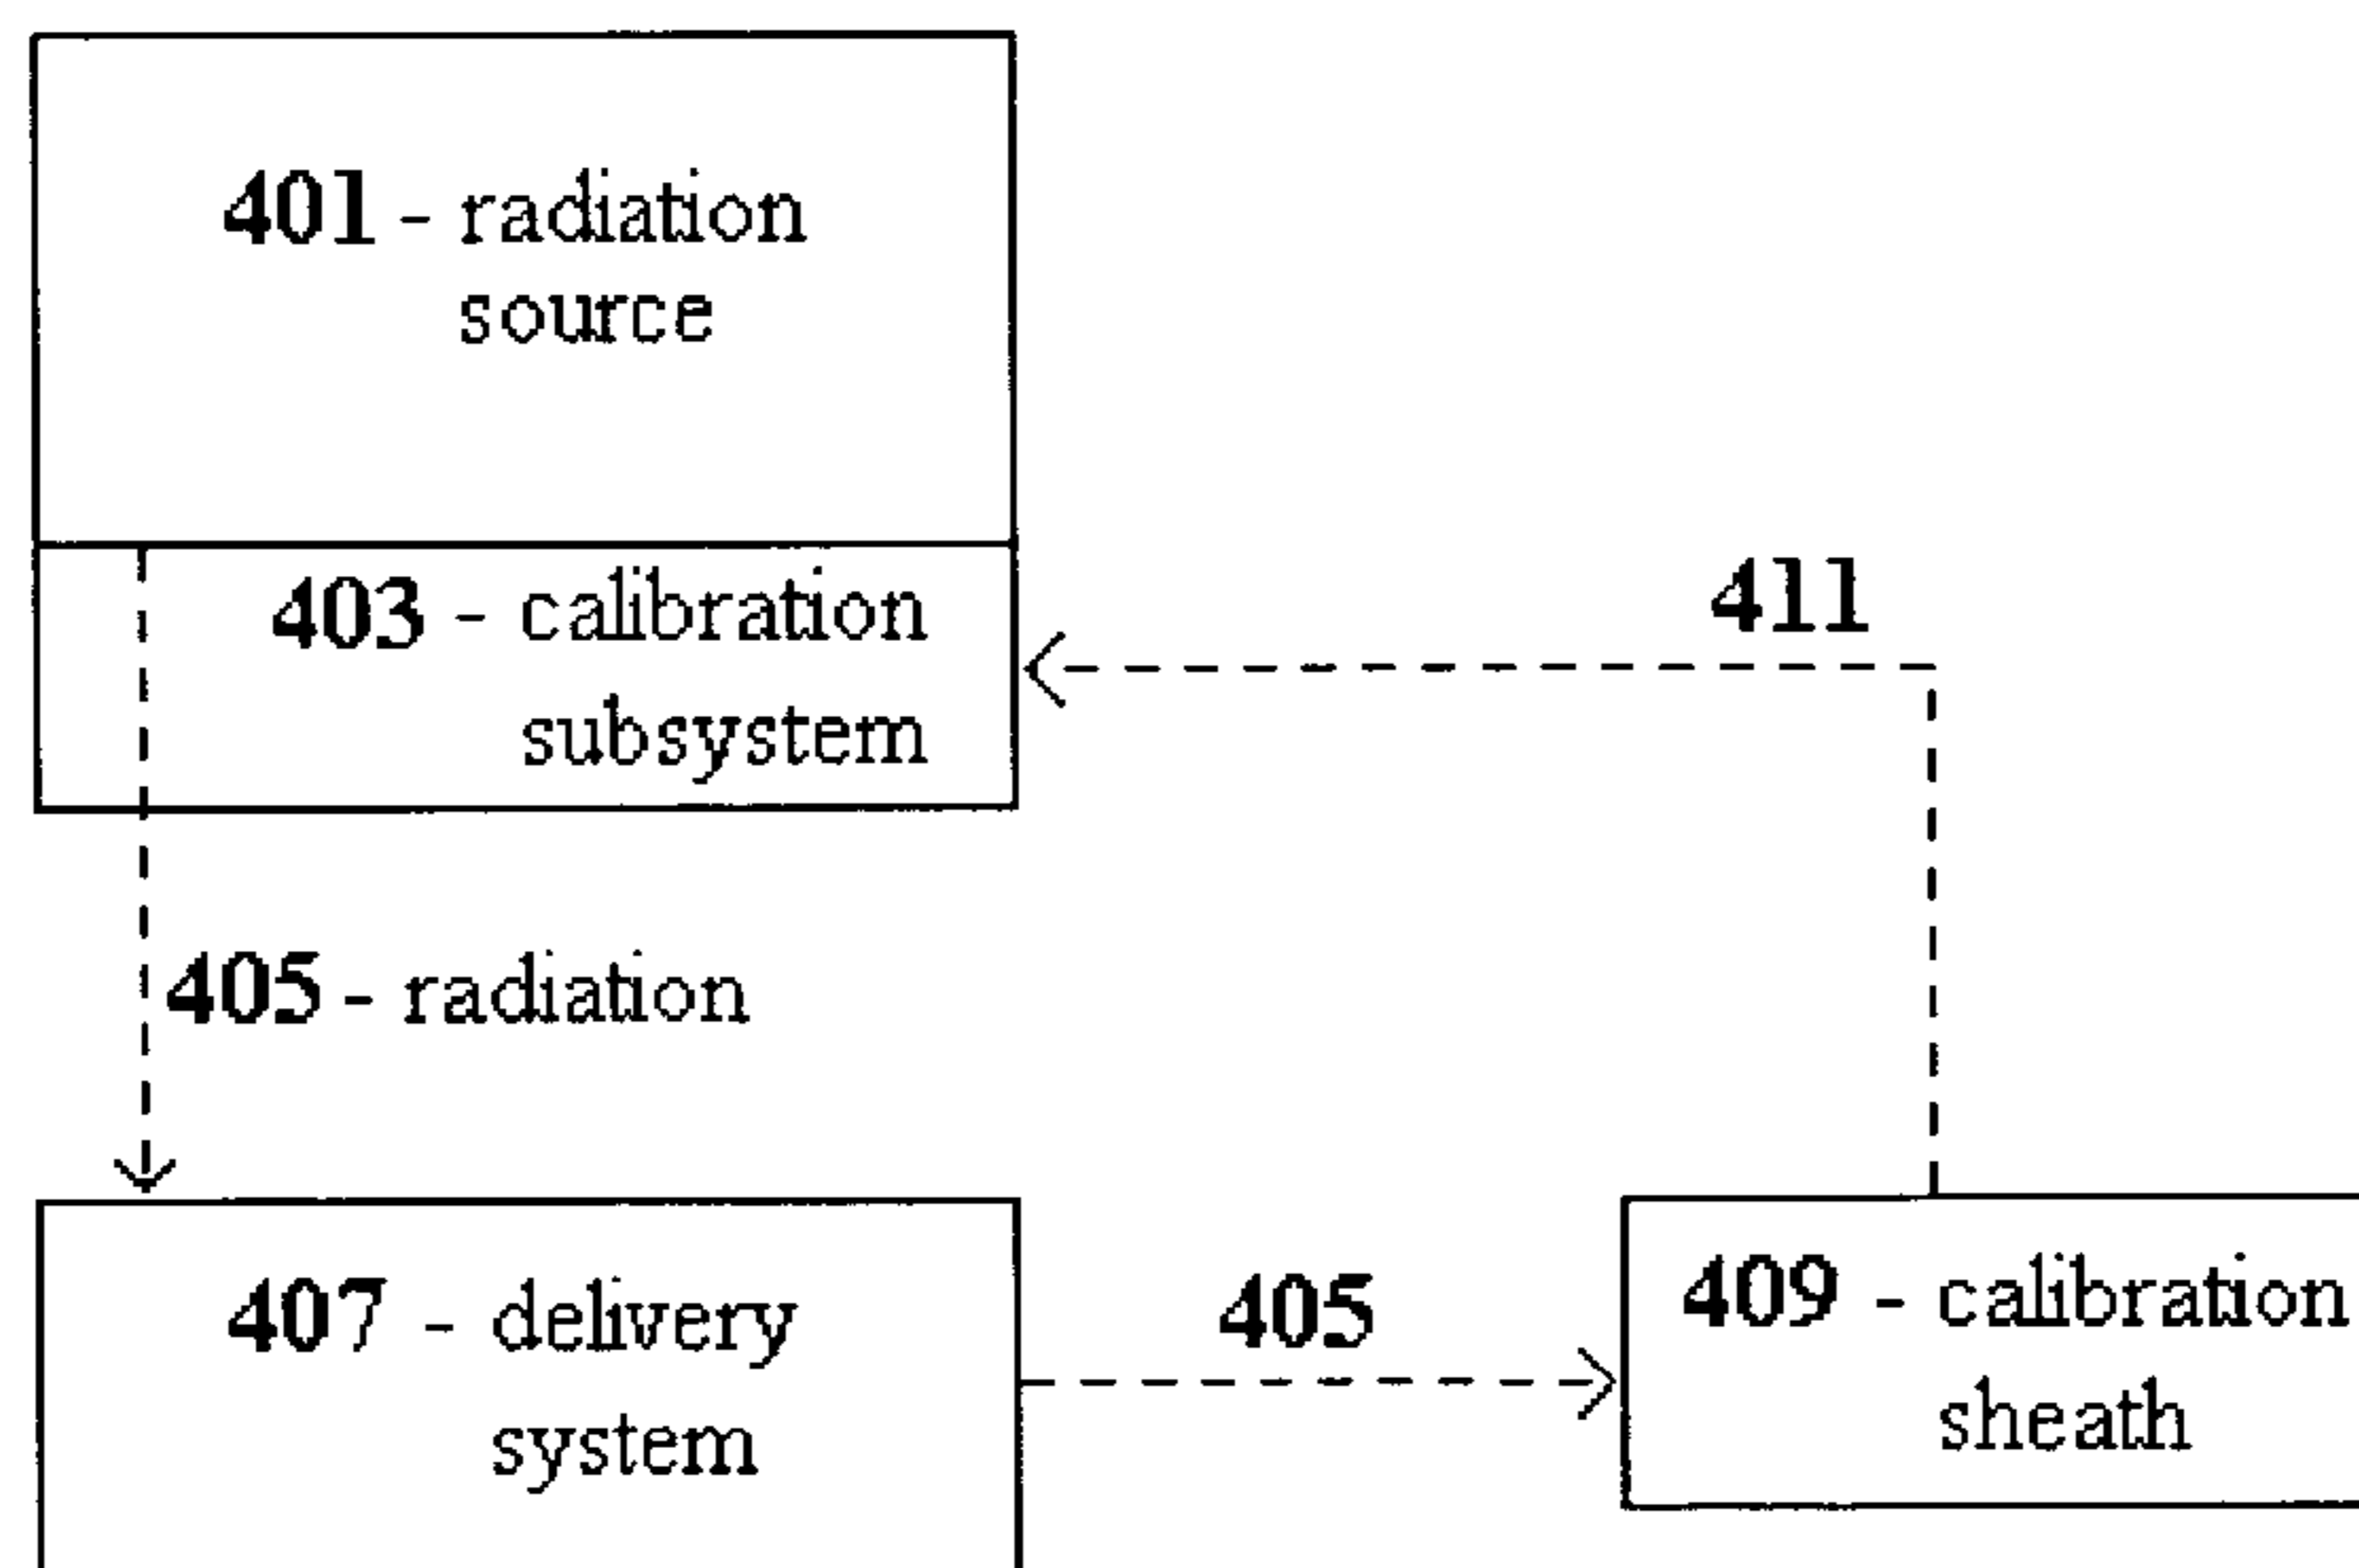 401 - radiation
source
403 - calibration
subsystem
411
405 - radiation
407 - delivery
system
405
409 - calibration
sheath